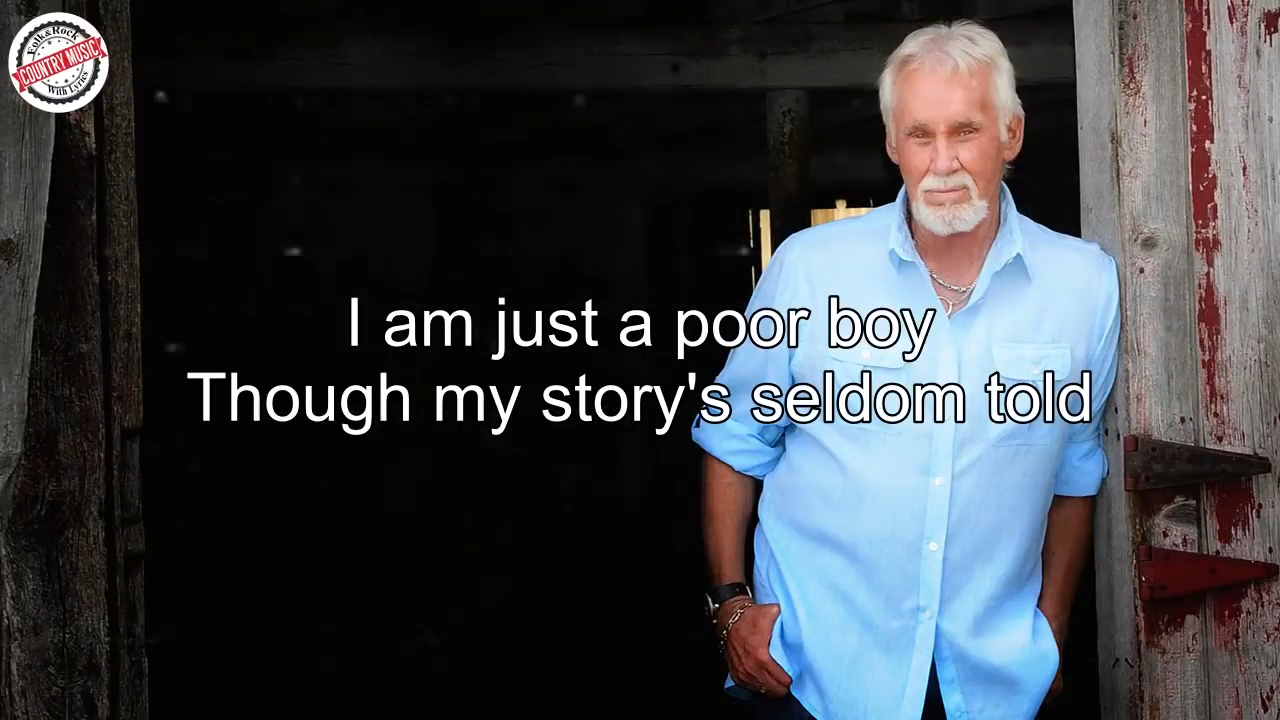 Folk & Rock
COUNTRY MUSIC
With Lyrics
I am just a poor boy
Though my story's seldom told